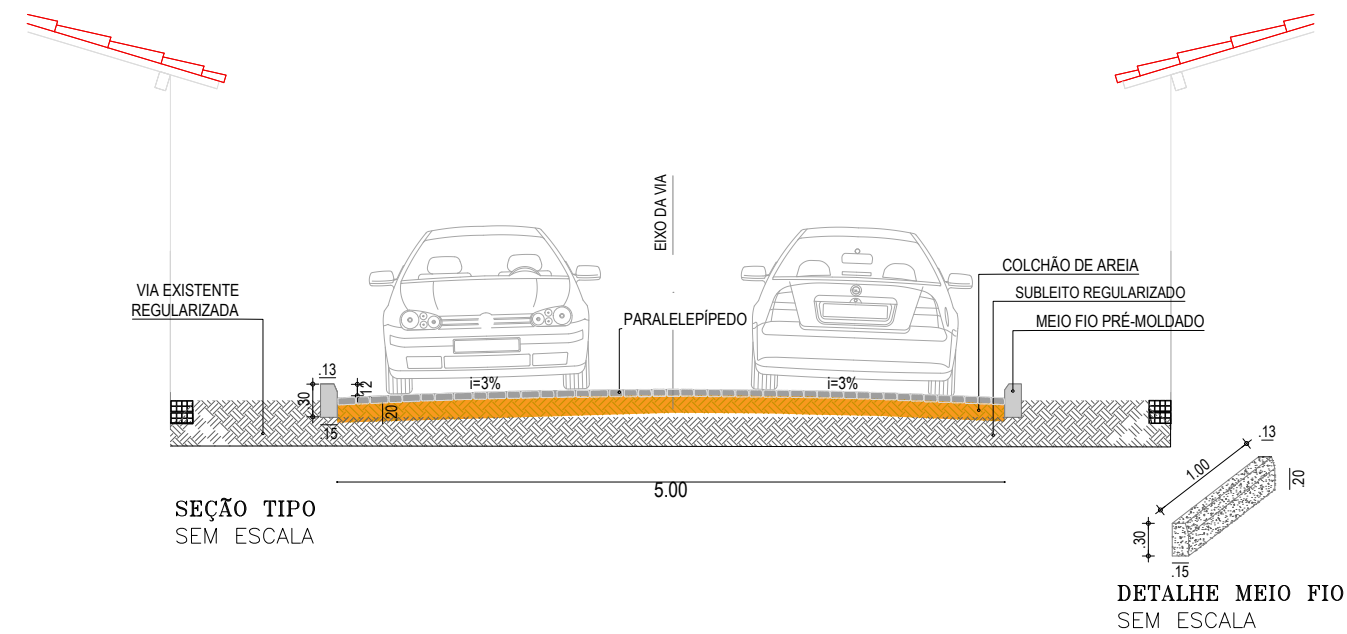 EIXO DA VIA
VIA EXISTENTE
REGULARIZADA
PARALELEPÍPEDO
COLCHÃO DE AREIA
SUBLEITO REGULARIZADO
MEIO FIO PRÉ-MOLDADO
.13
.12
.30
.15
.20
i=3%
i=3%
5.00
SEÇÃO TIPO
SEM ESCALA
.13
1.00
.20
.30
.15
DETALHE MEIO FIO
SEM ESCALA